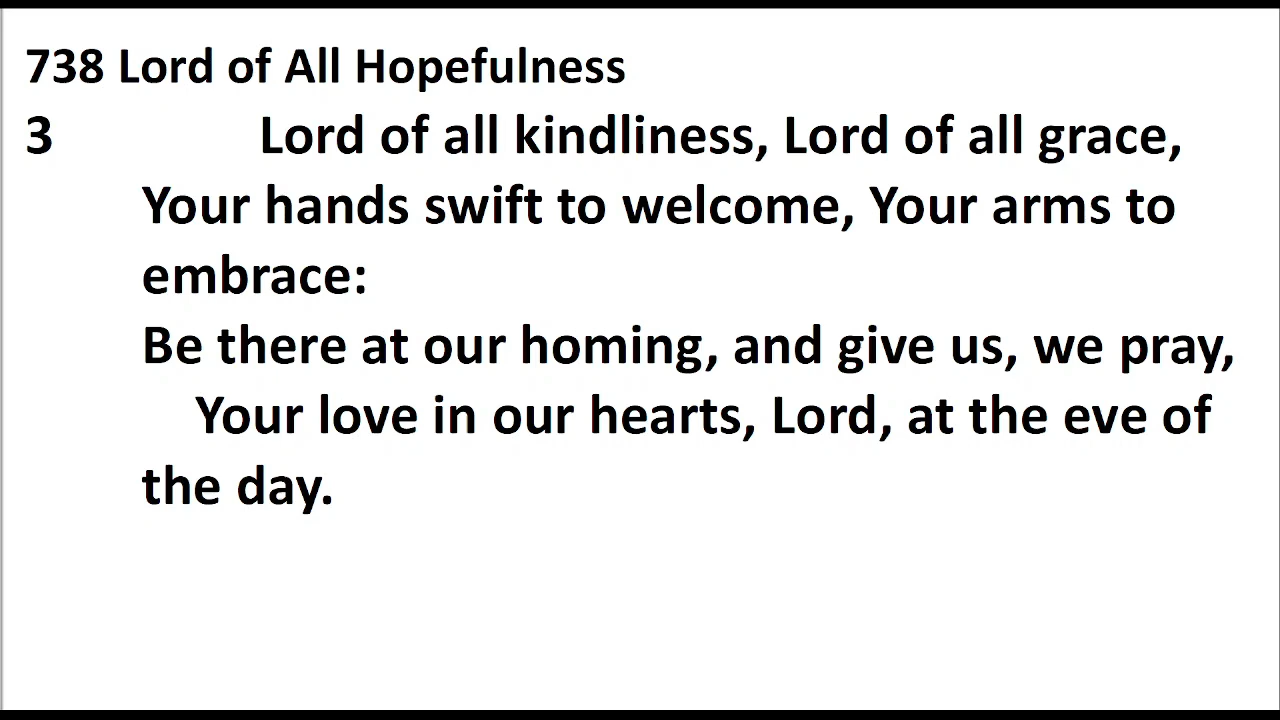 738 Lord of All Hopefulness
3 Lord of all kindliness, Lord of all grace,
Your hands swift to welcome, Your arms to
embrace:
Be there at our homing, and give us, we pray,
Your love in our hearts, Lord, at the eve of
the day.